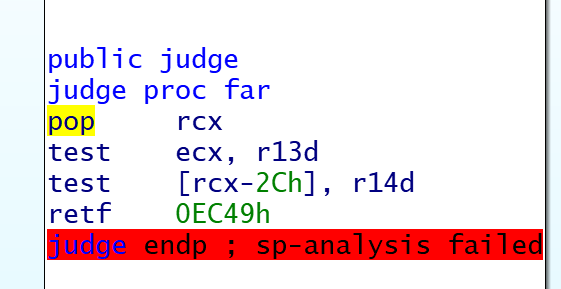 public judge
judge proc far
pop rcx
test ecx, r13d
test [rcx-2Ch], r14d
retf 0EC49h
judge endp ; sp-analysis failed